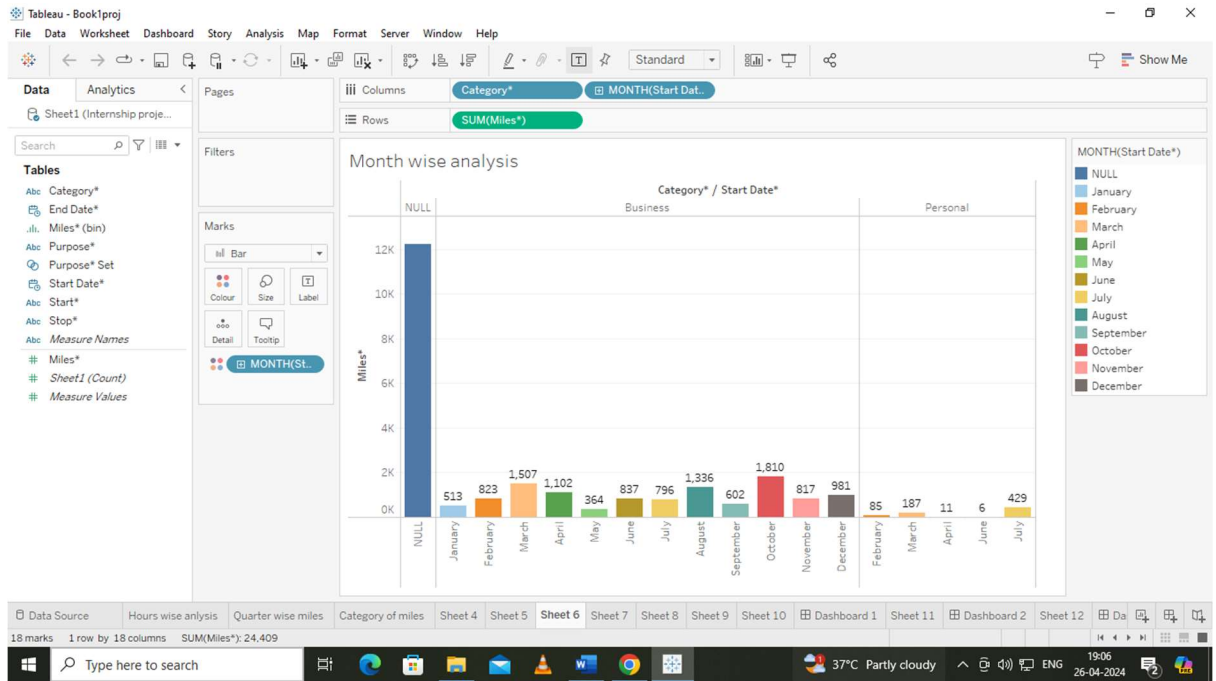 Tableau - Book1proj
File Data Worksheet Dashboard Story Analysis Map Format Server Window Help
Standard
Show Me
Data Analytics
Sheet1 (Internship proje...
Search
Tables
Abc Category*
End Date*
Miles* (bin)
Abc Purpose*
Purpose* Set
Start Date*
Abc Start*
Abc Stop*
Abc Measure Names
# Miles*
# Sheet1 (Count)
# Measure Values
Pages
Filters
Marks
Bar
Colour Size Label
Detail Tooltip
MONTH(St..
Columns Category* MONTH(Start Dat..
Rows SUM(Miles*)
Month wise analysis
Category* / Start Date*
NULL Business Personal
Miles*
12K
10K
8K
6K
4K
2K
0K
513 823 1,507 1,102 364 837 796 1,336 602 1,810 817 981 85 187 11 6 429
NULL January February March April May June July August September October November December February March April June July
MONTH(Start Date*)
NULL
January
February
March
April
May
June
July
August
September
October
November
December
Data Source Hours wise anlysis Quarter wise miles Category of miles Sheet 4 Sheet 5 Sheet 6 Sheet 7 Sheet 8 Sheet 9 Sheet 10 Dashboard 1 Sheet 11 Dashboard 2 Sheet 12 Da
18 marks 1 row by 18 columns SUM(Miles*): 24,409
Type here to search
37°C Partly cloudy
ENG
19:06
26-04-2024
2